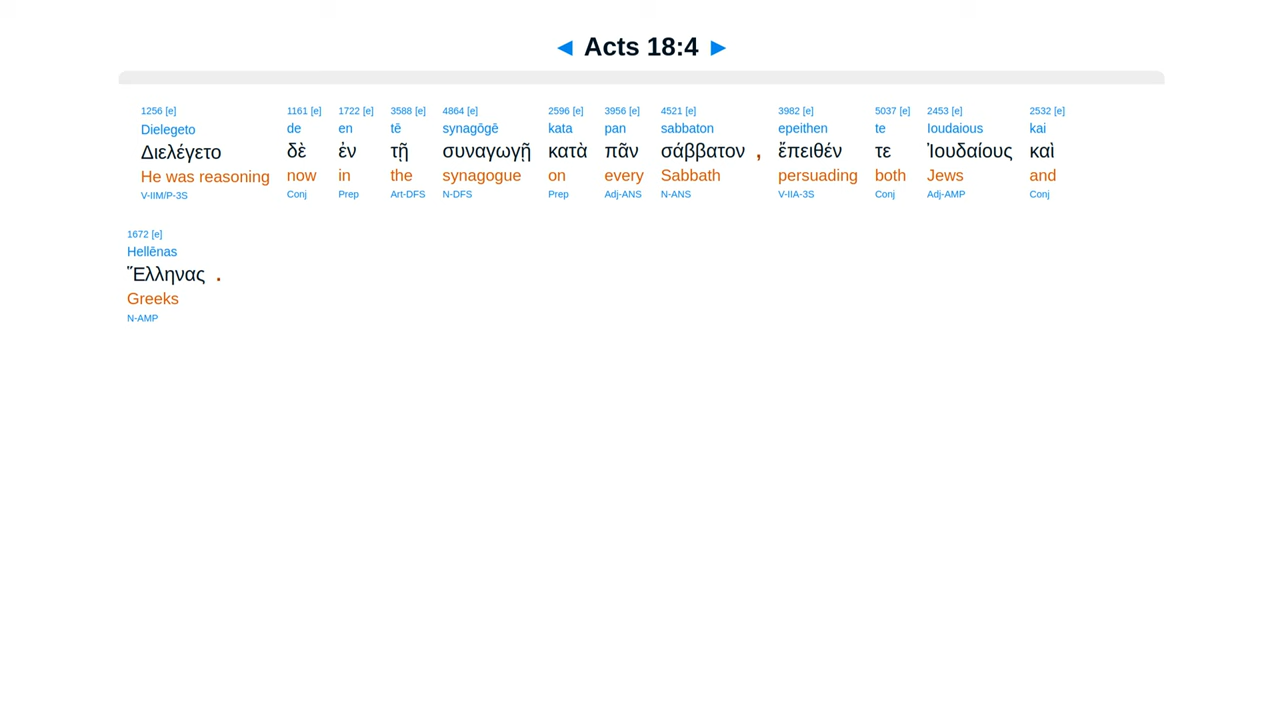 ◄ Acts 18:4 ►
1256 [e] 1161 [e] 1722 [e] 3588 [e] 4864 [e] 2596 [e] 3956 [e] 4521 [e] 3982 [e] 5037 [e] 2453 [e] 2532 [e]
Dielegeto de en tē synagōgē kata pan sabbaton epeithen te Ioudaious kai
Διελέγετο δὲ ἐν τῇ συναγωγῇ κατὰ πᾶν σάββατον , ἔπειθέν τε Ἰουδαίους καὶ
He was reasoning now in the synagogue on every Sabbath persuading both Jews and
V-IIM/P-3S Conj Prep Art-DFS N-DFS Prep Adj-ANS N-ANS V-IIA-3S Conj Adj-AMP Conj
1672 [e]
Hellēnas
Ἕλληνας .
Greeks
N-AMP